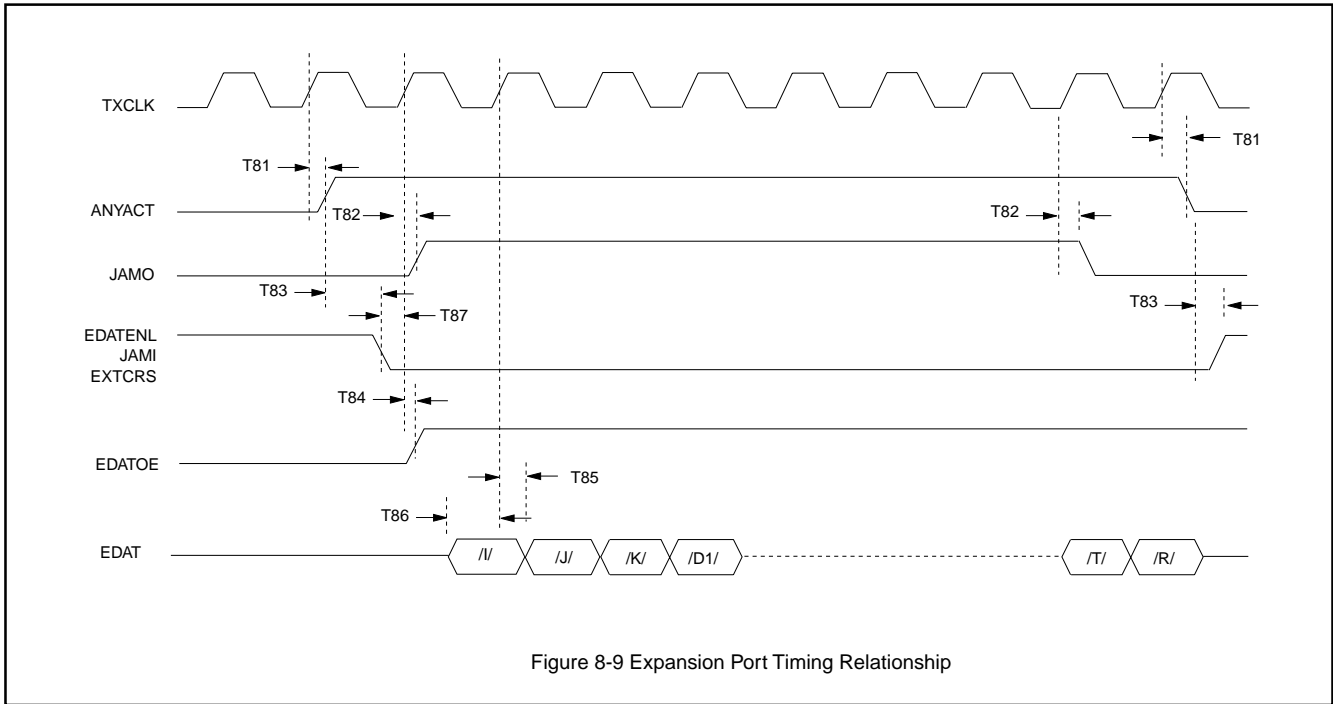 TXCLK
T81
T81
ANYACT
T82
T82
JAMO
T83
T83
T87
EDATENL
JAMI
EXTCRS
T84
EDATOE
T85
T86
EDAT
/I/ /J/ /K/ /D1/ /T/ /R/
Figure 8-9 Expansion Port Timing Relationship